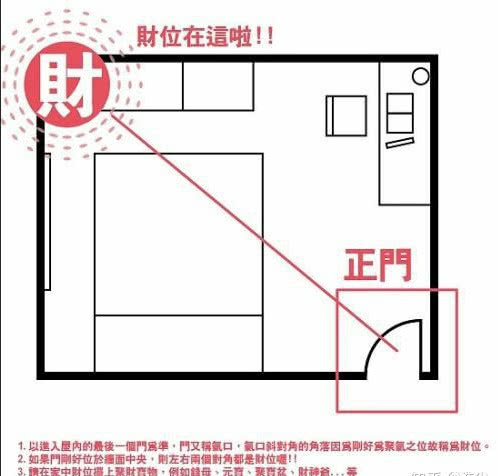 財位在這啦!!
財
正門
1. 以進入屋內的最後一個門為準，門又稱氣口，氣口斜對角的角落因為剛好為聚氣之位故稱為財位。
2. 如果門剛好位於牆面中央，則左右兩個對角都是財位喔!!
3. 請在家中財位擺上聚財寶物，例如錢母、元寶、聚寶盆、財神爺...等